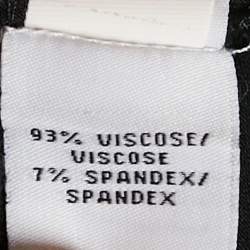 93% VISCOSE/
VISCOSE
7% SPANDEX/
SPANDEX